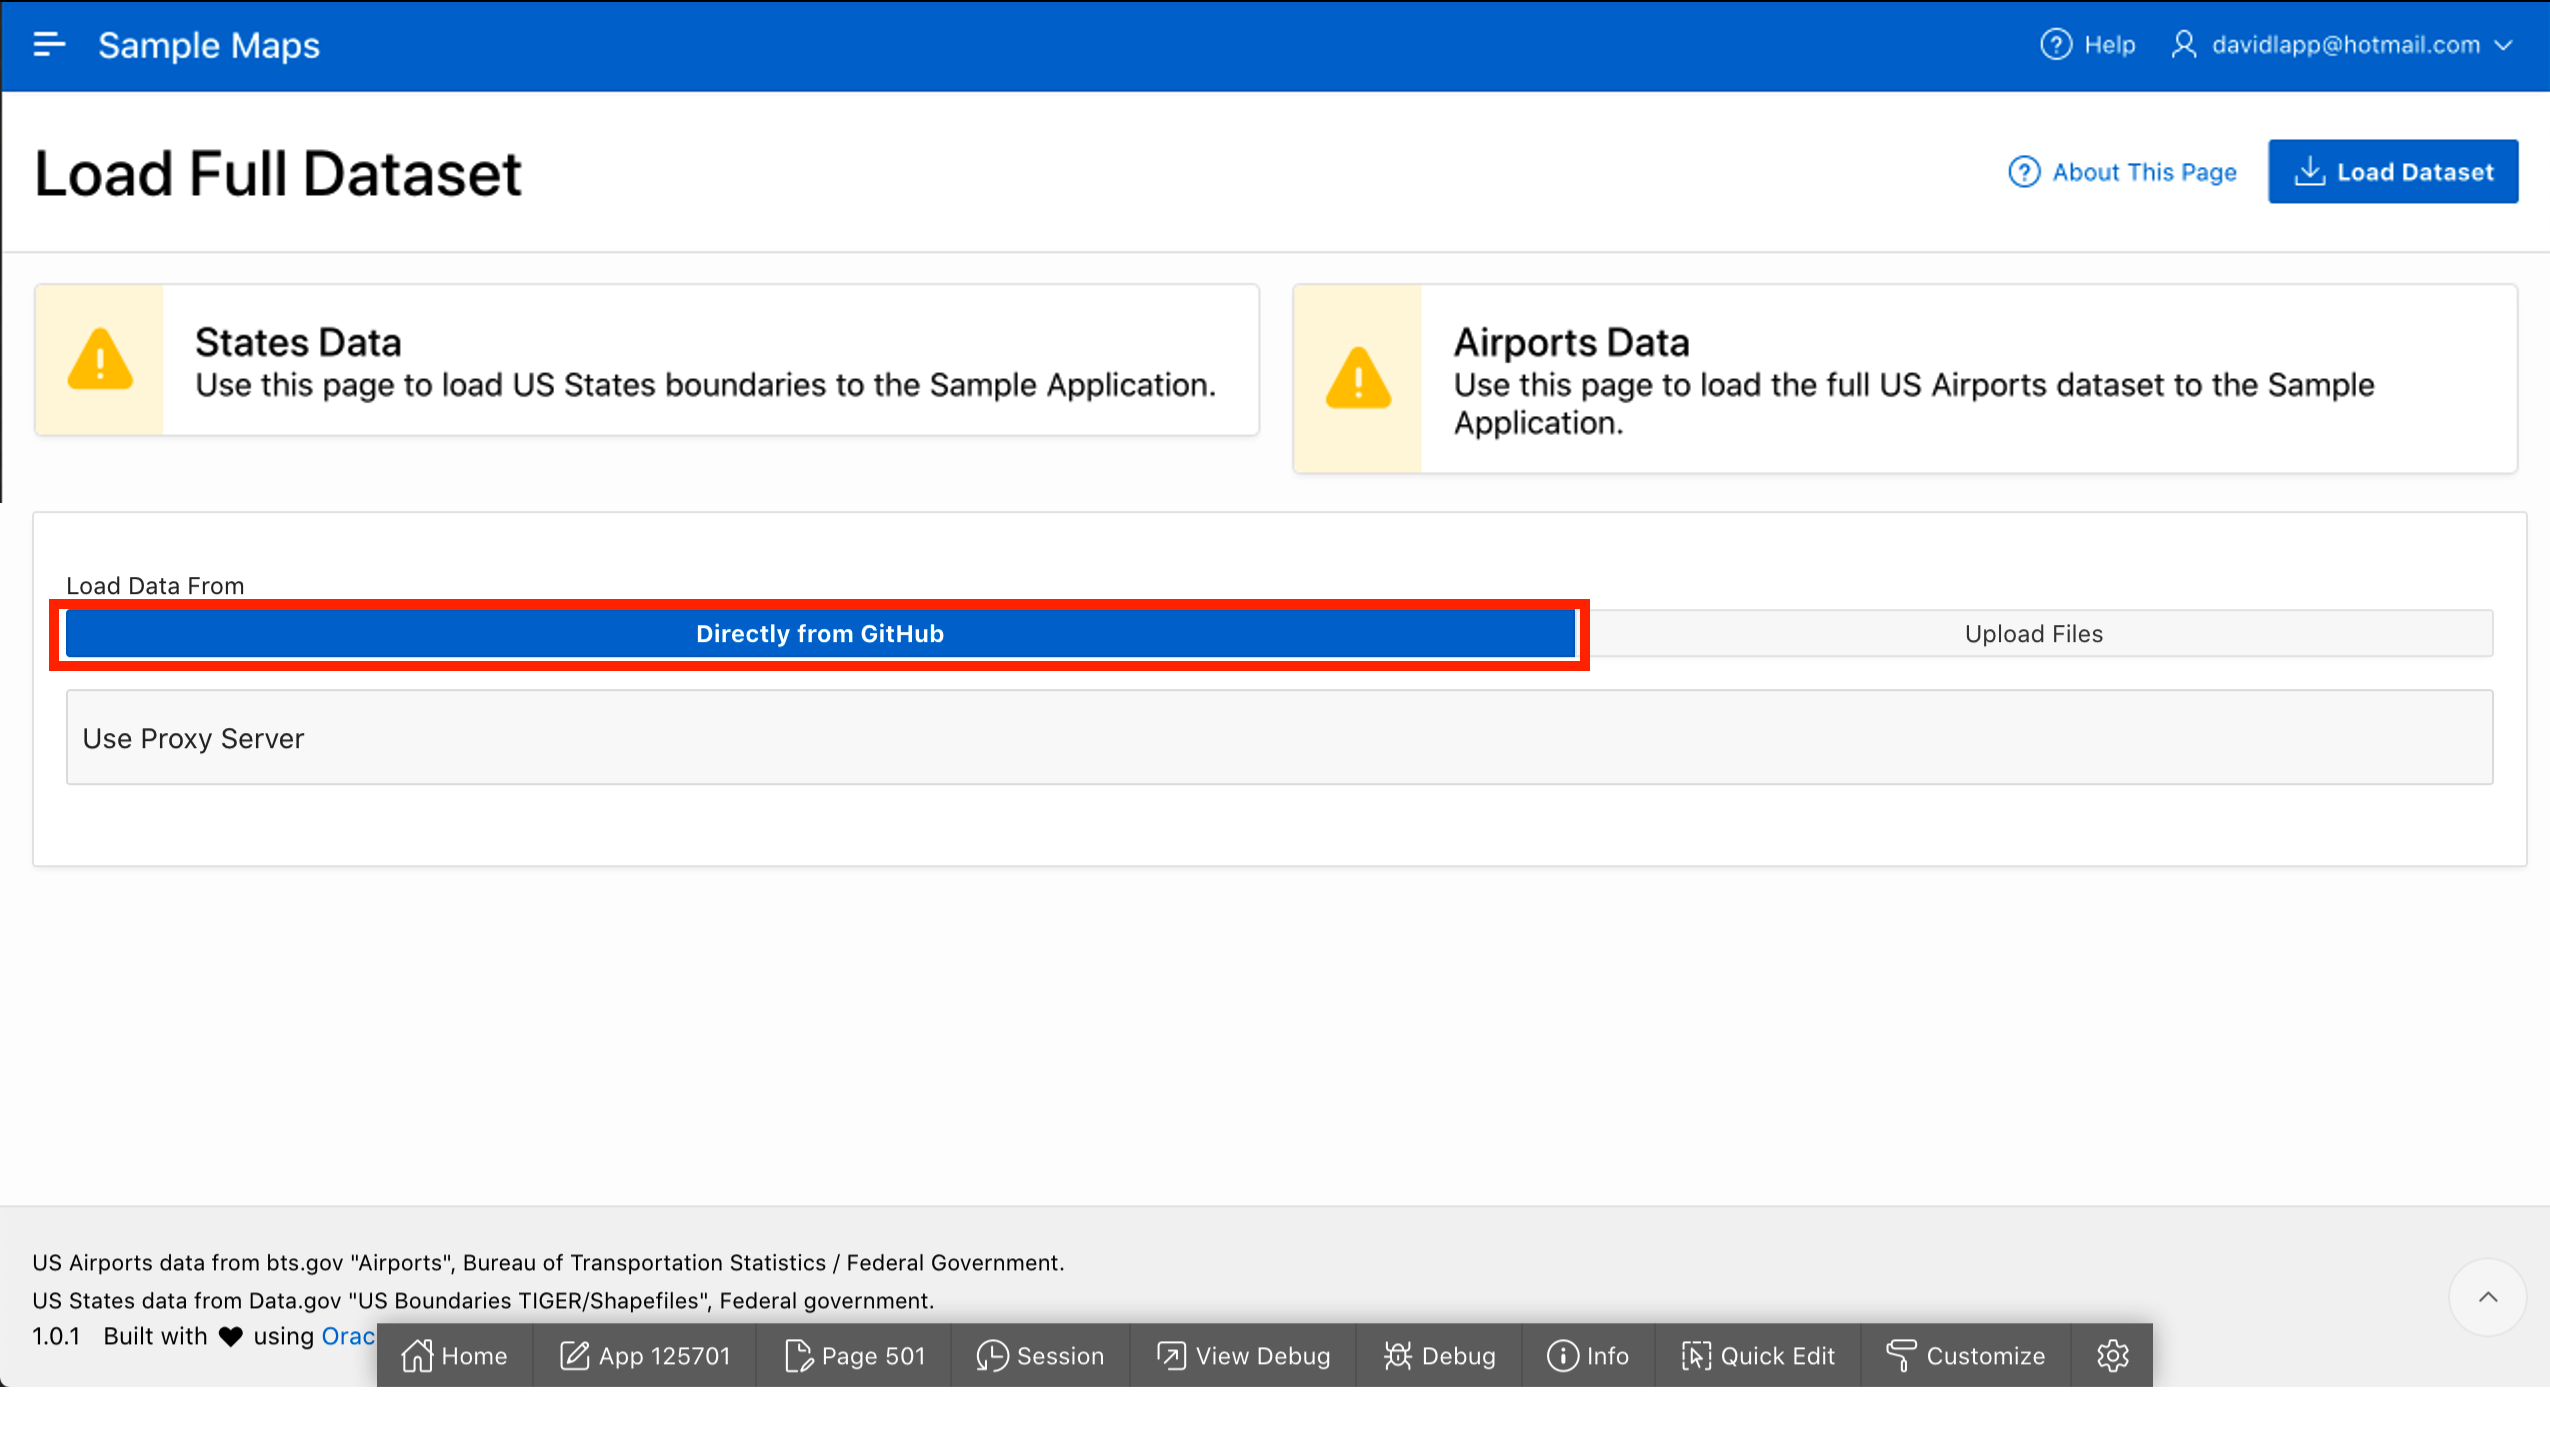 Sample Maps
Help
davidlapp@hotmail.com
Load Full Dataset
About This Page
Load Dataset
States Data
Use this page to load US States boundaries to the Sample Application.
Airports Data
Use this page to load the full US Airports dataset to the Sample
Application.
Load Data From
Directly from GitHub
Upload Files
Use Proxy Server
US Airports data from bts.gov "Airports", Bureau of Transportation Statistics / Federal Government.
US States data from Data.gov "US Boundaries TIGER/Shapefiles", Federal government.
1.0.1 Built with ♥ using Orac
Home
App 125701
Page 501
Session
View Debug
Debug
Info
Quick Edit
Customize